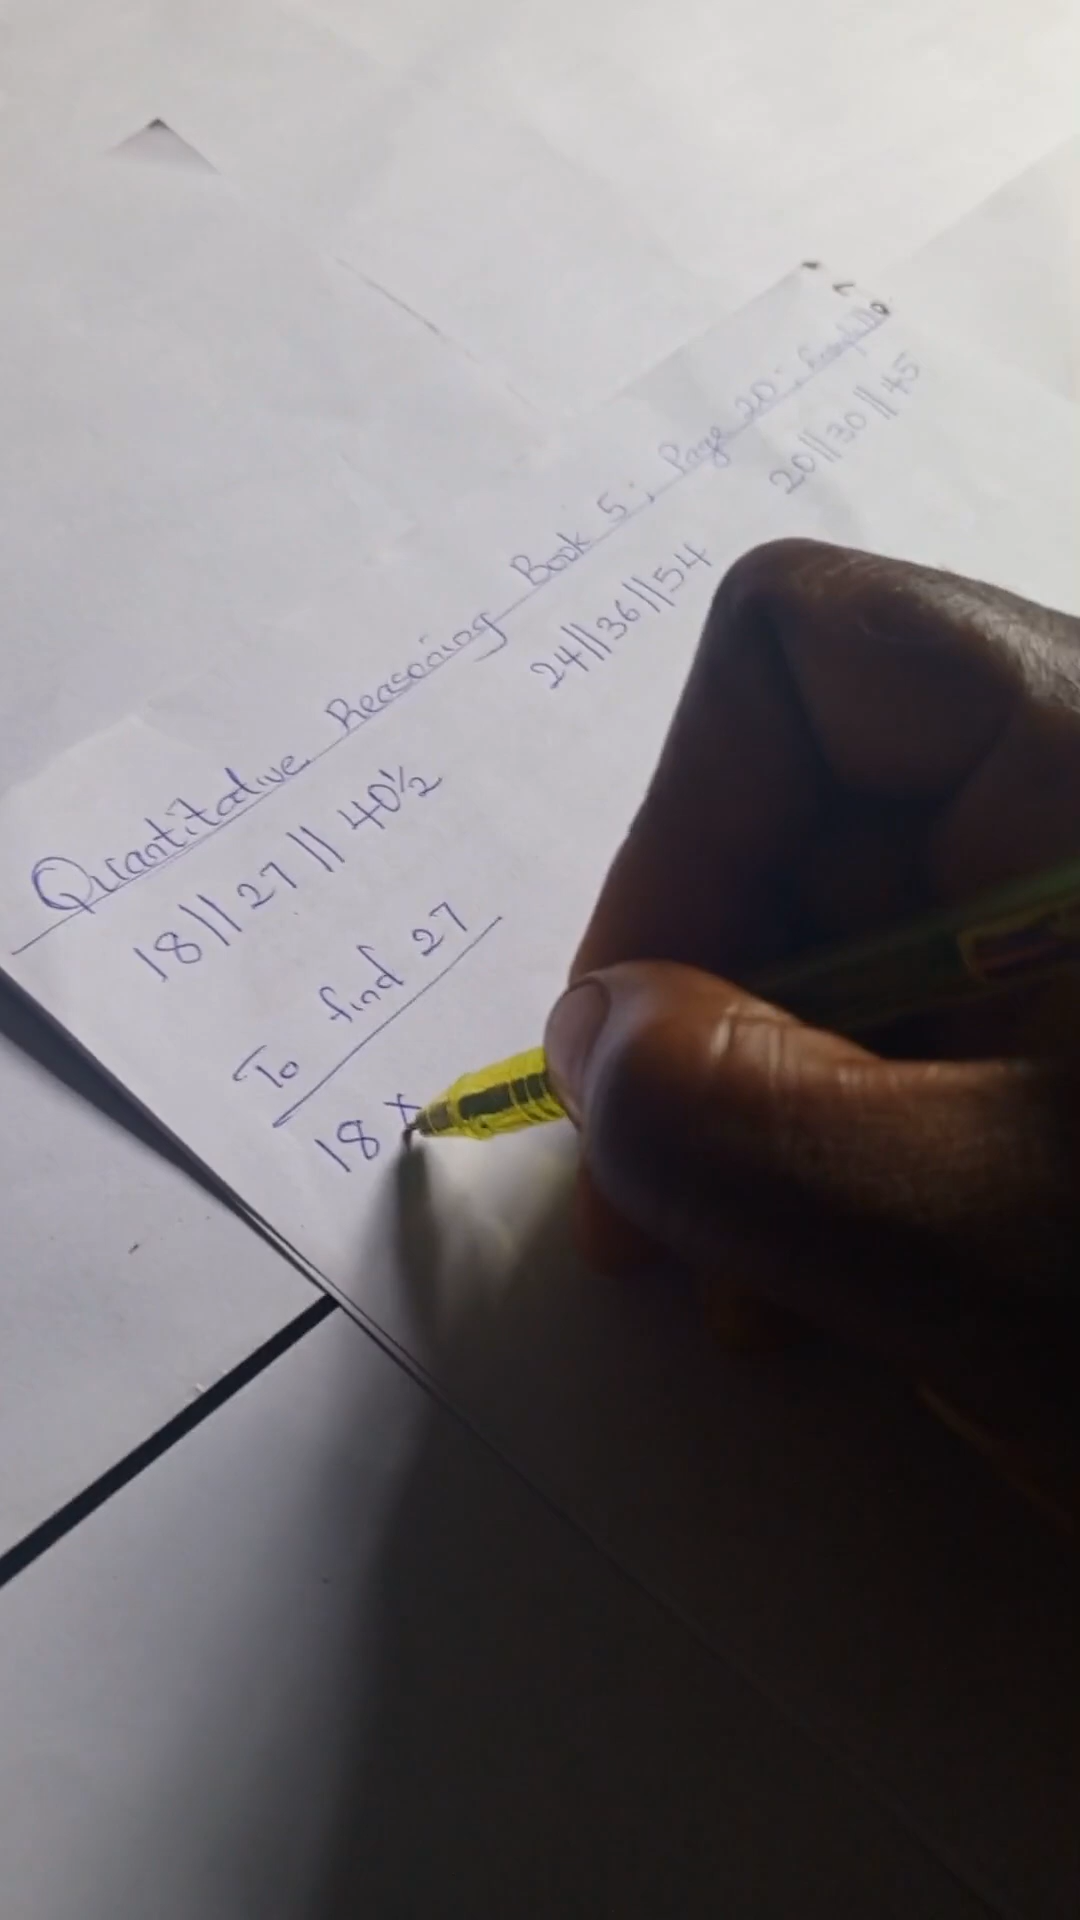 Quantitative Reasoning Book 5; Page 20:
18||27||40½ 24||36||54 20||30||45
To find 27
18 x